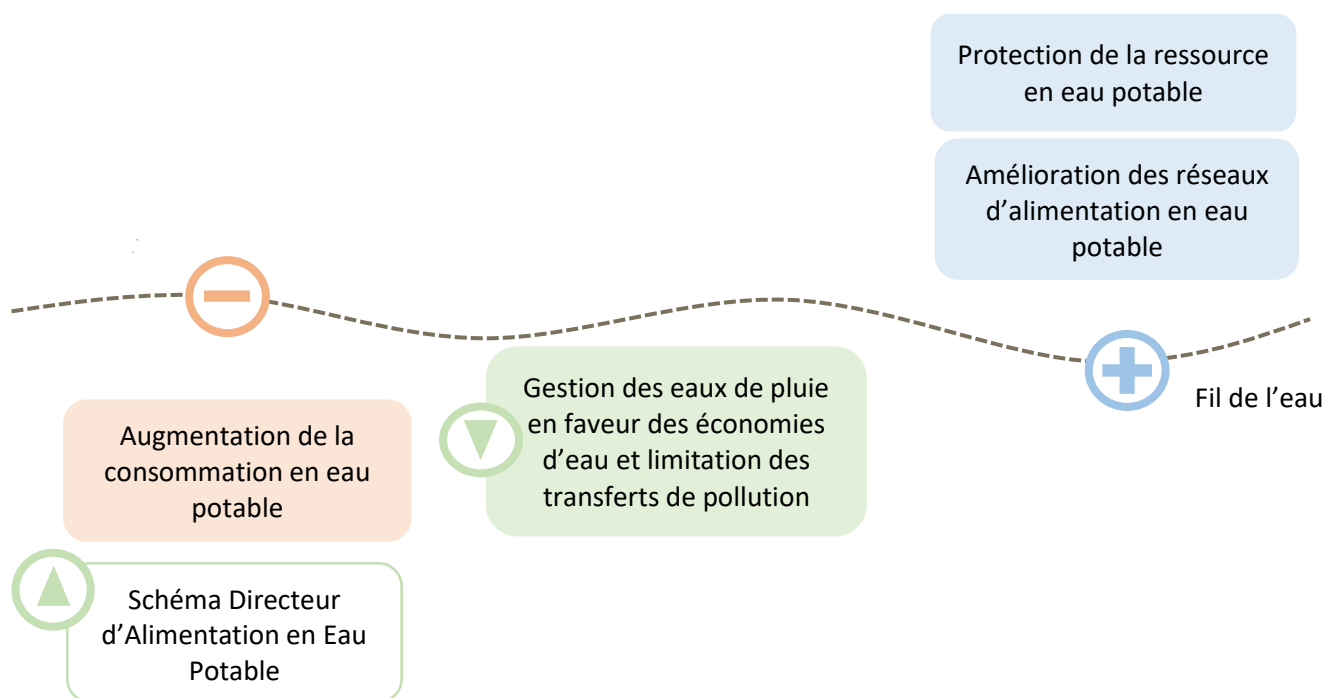 Protection de la ressource
en eau potable
Amélioration des réseaux
d’alimentation en eau
potable
Fil de l’eau
Augmentation de la
consommation en eau
potable
Gestion des eaux de pluie
en faveur des économies
d’eau et limitation des
transferts de pollution
Schéma Directeur
d’Alimentation en Eau
Potable